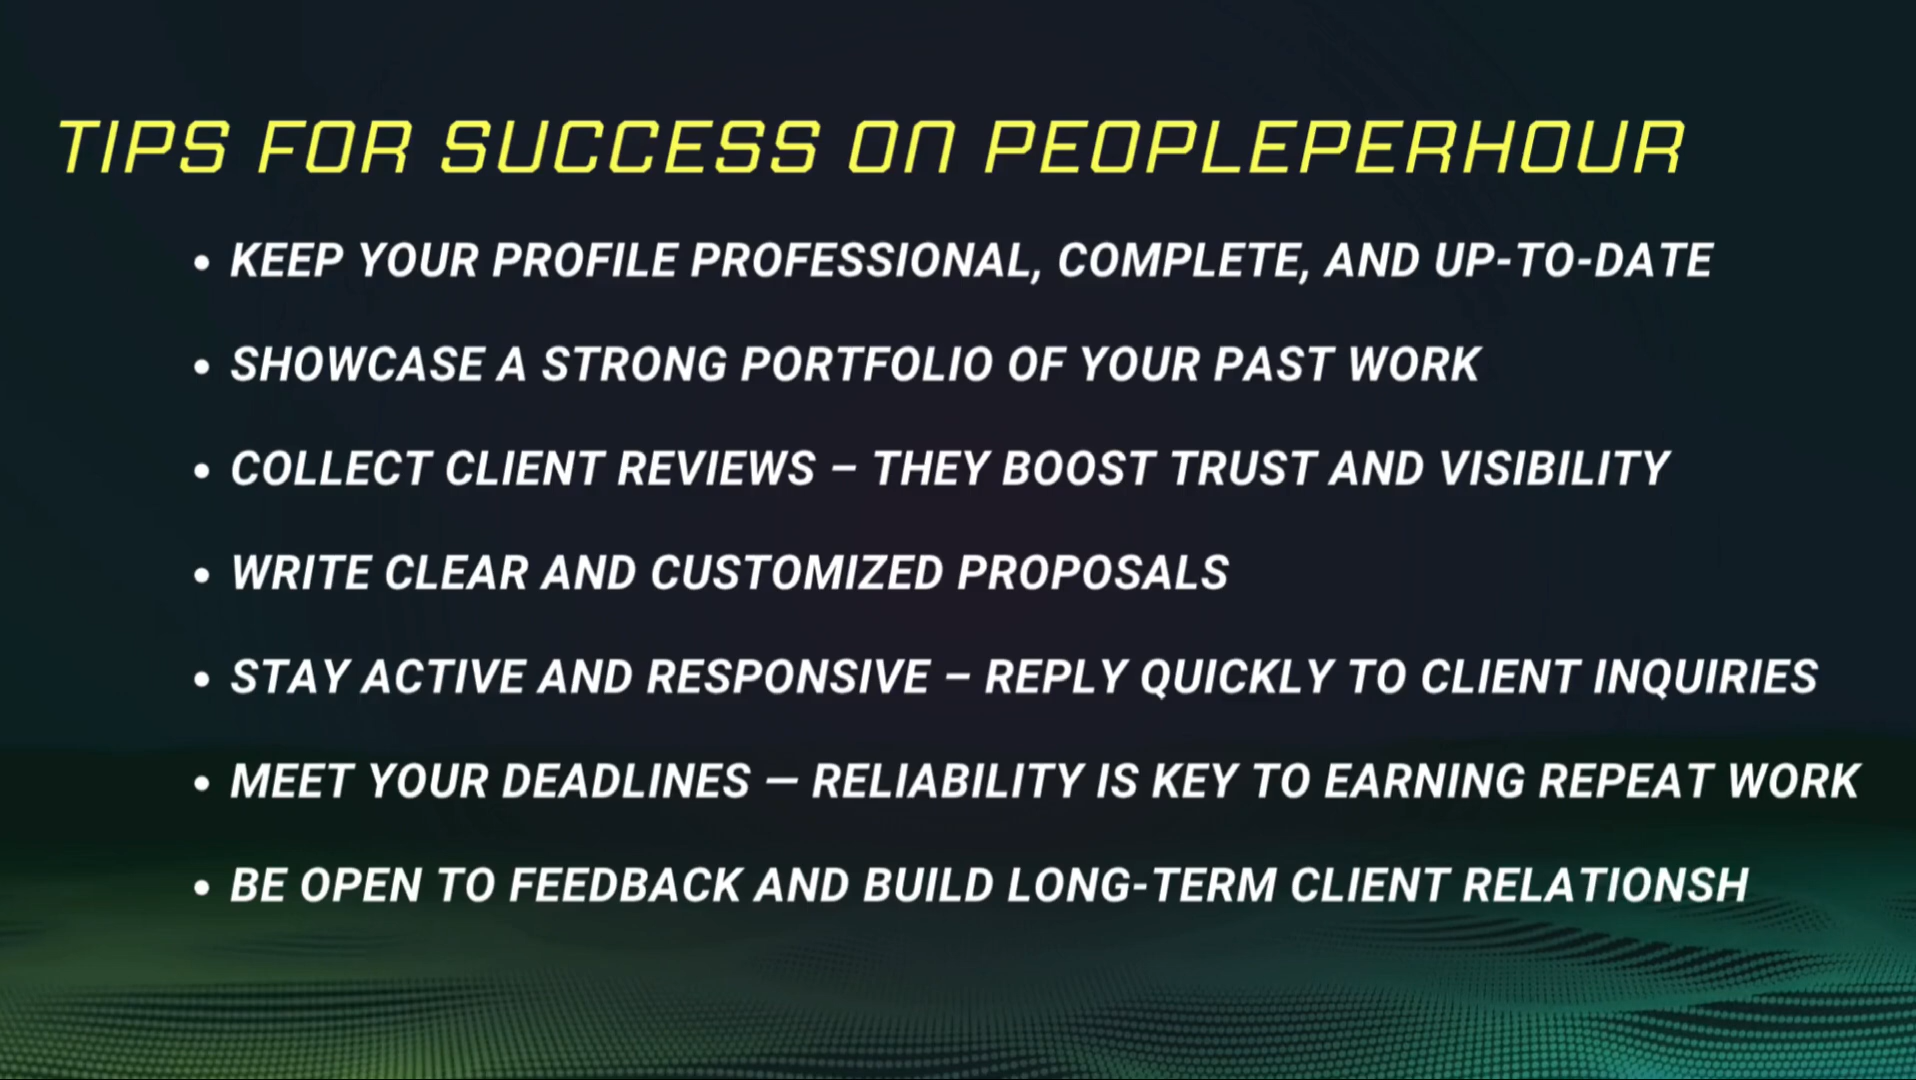 TIPS FOR SUCCESS ON PEOPLEPERHOUR
• KEEP YOUR PROFILE PROFESSIONAL, COMPLETE, AND UP-TO-DATE
• SHOWCASE A STRONG PORTFOLIO OF YOUR PAST WORK
• COLLECT CLIENT REVIEWS – THEY BOOST TRUST AND VISIBILITY
• WRITE CLEAR AND CUSTOMIZED PROPOSALS
• STAY ACTIVE AND RESPONSIVE – REPLY QUICKLY TO CLIENT INQUIRIES
• MEET YOUR DEADLINES — RELIABILITY IS KEY TO EARNING REPEAT WORK
• BE OPEN TO FEEDBACK AND BUILD LONG-TERM CLIENT RELATIONSH